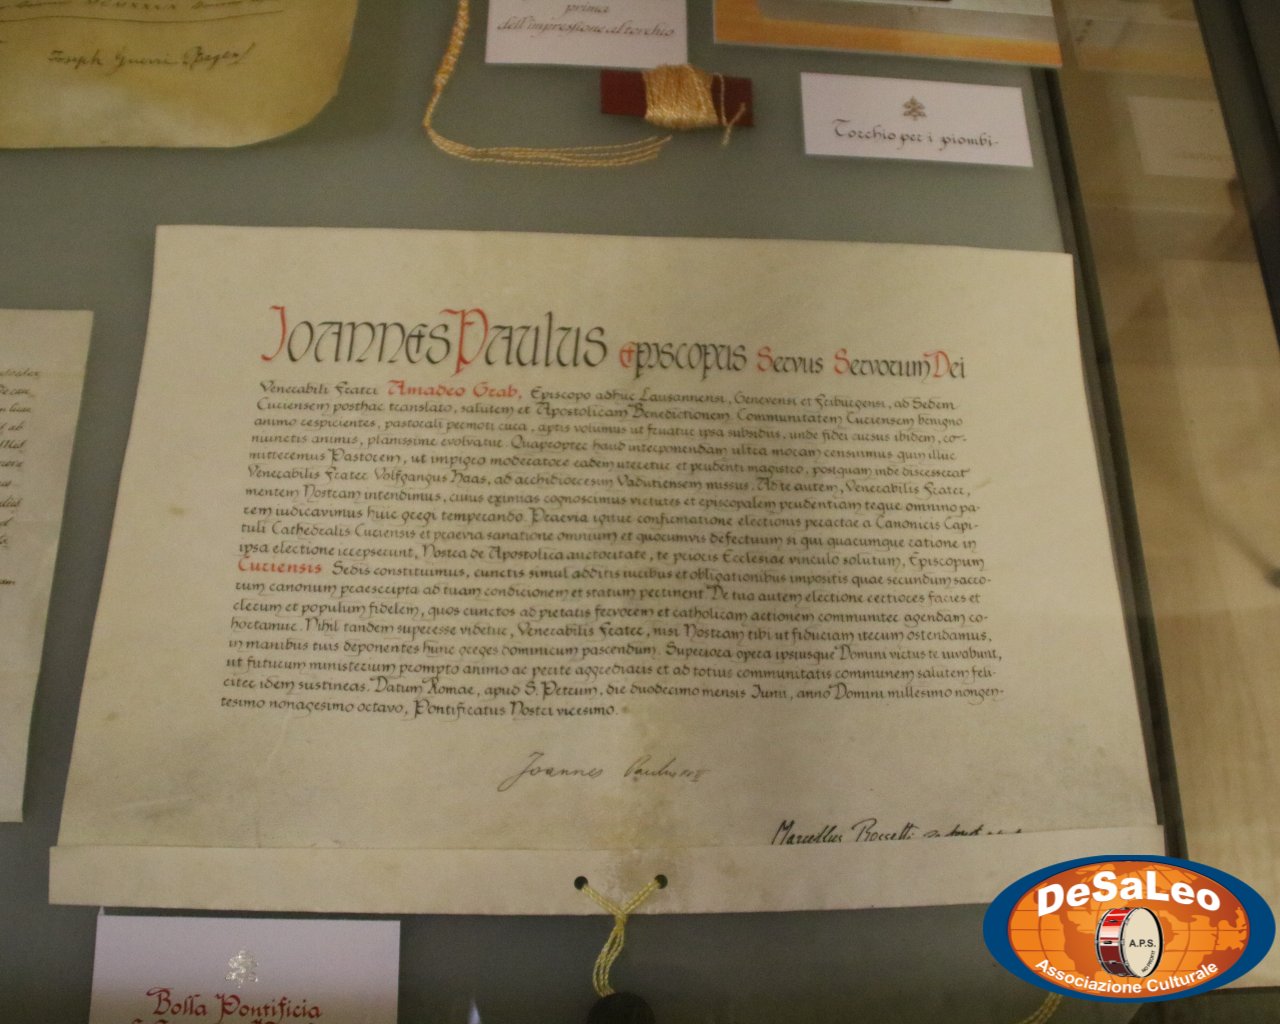 Joseph Guerri
prima
dell'impressione al torchio
Torchio per i piombi
Joannes Paulus Episcopus Servus Servorum Dei
Venerabili Fratri Amadeo Grab, Episcopo adhuc Lausannensi, Genevensi et Friburgensi, ad Sedem
Curiensem posthac translato, salutem et Apostolicam Benedictionem. Communitatem Curiensem benigno
animo respicientes, pastorali permoti cura, aptis volumus ut fruatur ipsa subsidiis, unde fidei cursus ibidem, co-
muinctis animis, planissime evolvatur. Quapropter haud interponendam ultra moram censuimus quin illuc
mitteremus Pastorem, ut impigro moderatore eadem uteretur et prudenti magistro, postquam inde discesserat
Venerabilis Frater Volfgangus Haas, ad archidioecesim Vadutiensem missus. Ad te autem, Venerabilis Frater,
mentem Nostram intendimus, cuius eximias cognoscimus virtutes et episcopalem prudentiam teque omnino pa-
rem iudicavimus huic gregi temperando. Praevia igitur confirmatione electionis peractae a Canonicis Capi-
tuli Cathedralis Curiensis et praevia sanatione omnium et quorumvis defectuum si qui quacumque ratione in
ipsa electione irrepserunt, Nostra de Apostolica auctoritate, te prioris Ecclesiae vinculo solutum, Episcopum
Curiensis Sedis constituimus, cunctis simul additis iuribus et obligationibus impositis quae secundum sacro-
rum canonum praescripta ad tuam condicionem et statum pertinent. De tua autem electione certiores facies et
clerum et populum fidelem, quos cunctos ad pietatis fervorem et catholicam actionem communiter agendam co-
hortamur. Nihil tandem superesse videtur, Venerabilis Frater, nisi Nostram tibi ut fiduciam iterum ostendamus,
in manibus tuis deponentes hunc greges dominicum pascendum. Superiora opera ipsiusque Domini virtus te iuvabunt,
ut futurum ministerium prompto animo ac perite aggrediaris et ad totius communitatis communem salutem feli-
citer idem sustineas. Datum Romae, apud S. Petrum, die duodecimo mensis Iunii, anno Domini millesimo nongen-
tesimo nonagesimo octavo, Pontificatus Nostri vicesimo.
Joannes Paulus PP II
Marcellus Rossetti
Bolla Pontificia
DeSaLeo
A.P.S.
NO PROFIT
Associazione Culturale